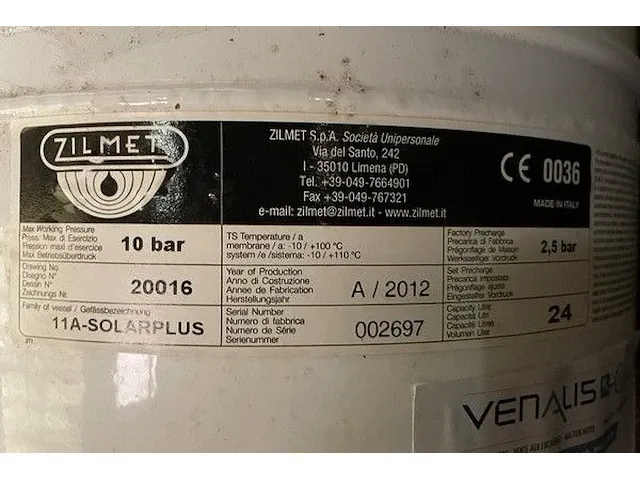 ZILMET
ZILMET S.p.A. Società Unipersonale
Via del Santo, 242
I - 35010 Limena (PD)
Tel. +39-049-7664901
Fax +39-049-767321
e-mail: zilmet@zilmet.it - www.zilmet.it
CE 0036
MADE IN ITALY
Max Working Pressure
Press. Max di Esercizio
Pression maxi d'exercice
Max Betriebsüberdruck
10 bar
TS Temperature / a
membrane / a: -10 / +100 °C
system /e /sistema: -10 / +110 °C
Factory Precharge
Precarica di Fabbrica
Prégonflage de Maison
Werkseitiger Vordruck
2,5 bar
Drawing No
Disegno N°
Dessin N°
Zeichnungs Nr.
20016
Year of Production
Anno di Costruzione
Annee de Fabrication
Herstellungsjahr
A / 2012
Set Precharge
Precarica impostata
Prégonflage ajusté
Eingestellter Vordruck
Family of vessel / Gefässbezeichnung
11A-SOLARPLUS
Serial Number
Numero di fabbrica
Numero de Série
Seriennummer
002697
Capacity Litre
Capacità Litri
Capacité Litres
Volumen Liter
24
271
VENALIS